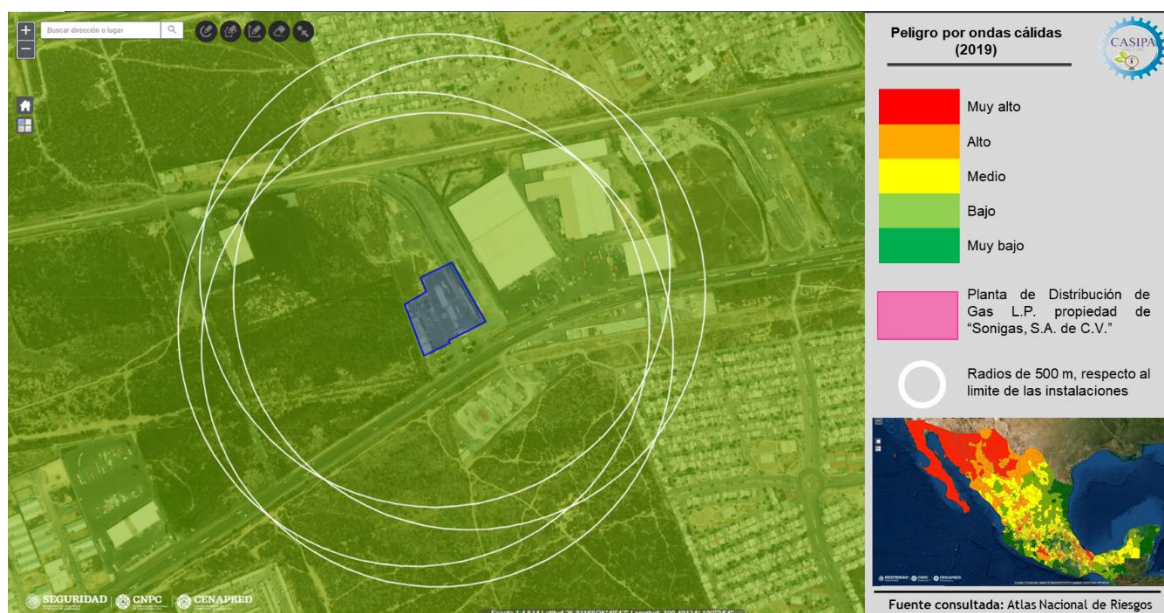 Buscar dirección o lugar
Peligro por ondas cálidas
(2019)
CASIPA
Muy alto
Alto
Medio
Bajo
Muy bajo
Planta de Distribución de
Gas L.P. propiedad de
“Sonigas, S.A. de C.V.”
Radios de 500 m, respecto al
limite de las instalaciones
SEGURIDAD
CNPC
CENAPRED
Fuente consultada: Atlas Nacional de Riesgos